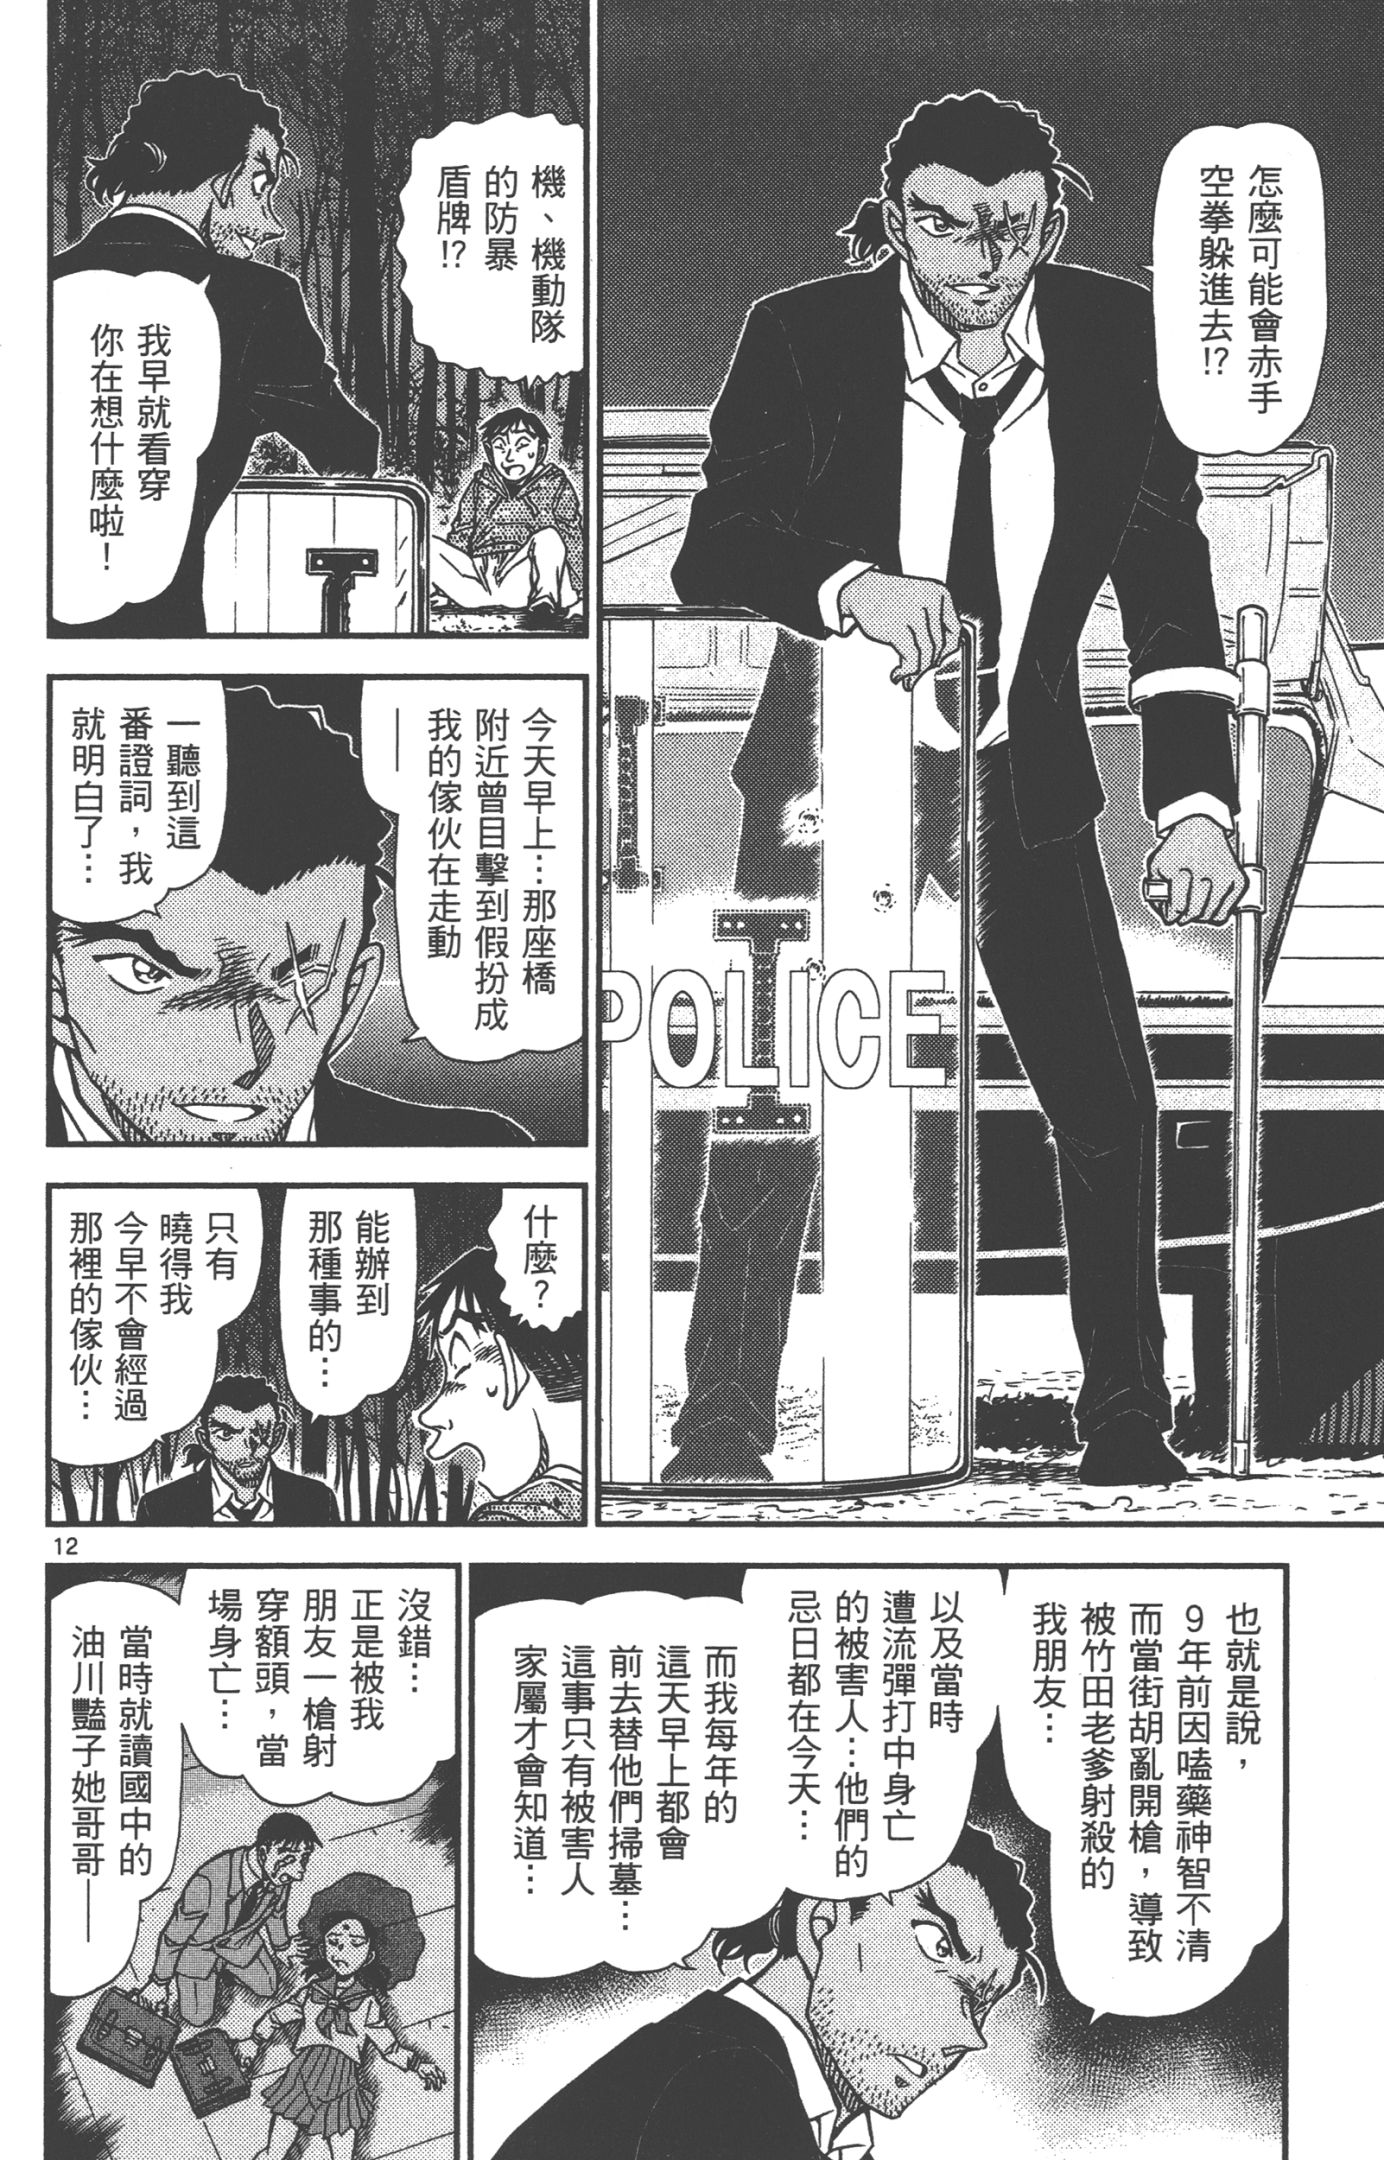 怎麼可能會赤手
空拳躲進去!?
POLICE
機、機動隊
的防暴
盾牌!?
我早就看穿
你在想什麼啦！
今天早上…那座橋
附近曾目擊到假扮成
我的傢伙在走動
——
一聽到這
番證詞，我
就明白了…
什麼？
能辦到
那種事的…
只有
曉得我
今早不會經過
那裡的傢伙…
12
也就是說，
9年前因嗑藥神智不清
而當街胡亂開槍，導致
被竹田老爹射殺的
我朋友…
以及當時
遭流彈打中身亡
的被害人…他們的
忌日都在今天…
而我每年的
這天早上都會
前去替他們掃墓…
這事只有被害人
家屬才會知道…
沒錯…
正是被我
朋友一槍射
穿額頭，當
場身亡…
當時就讀國中的
油川豔子她哥哥——